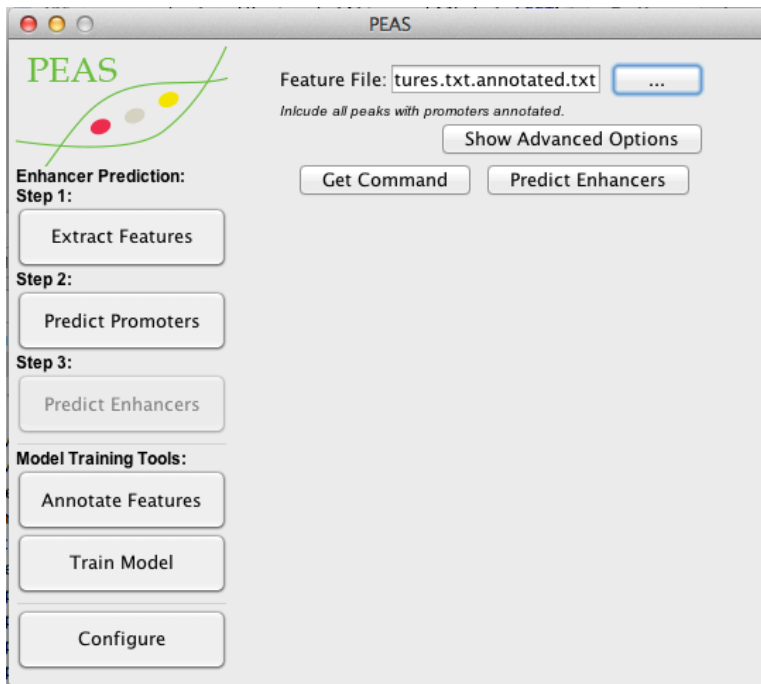 PEAS
PEAS
Feature File: tures.txt.annotated.txt ...
Inlcude all peaks with promoters annotated.
Show Advanced Options
Get Command Predict Enhancers
Enhancer Prediction:
Step 1:
Extract Features
Step 2:
Predict Promoters
Step 3:
Predict Enhancers
Model Training Tools:
Annotate Features
Train Model
Configure